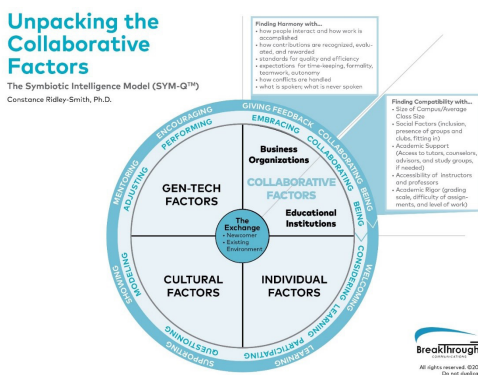 Unpacking the
Collaborative
Factors
The Symbiotic Intelligence Model (SYM-Q™)
Constance Ridley-Smith, Ph.D.
Finding Harmony with...
• how people interact and how work is
accomplished
• how contributions are recognized, evalu-
ated, and rewarded
• standards for quality and efficiency
• expectations for time-keeping, formality,
teamwork, autonomy
• how conflicts are handled
• what is spoken; what is never spoken
Finding Compatibility with...
• Size of Campus/Average
Class Size
• Social Factors (inclusion,
presence of groups and
clubs, fitting in)
• Academic Support
(Access to tutors, counselors,
advisors, and study groups,
if needed)
• Accessibility of instructors
and professors
• Academic Rigor (grading
scale, difficulty of assign-
ments, and level of work)
SHOWING
MENTORING
ENCOURAGING
GIVING FEEDBACK
COLLABORATING
BEING
WELCOMING
LEARNING
SUPPORTING
MODELING
ADJUSTING
PERFORMING
EMBRACING
COLLABORATING
BEING
CONSIDERING
LEARNING
PARTICIPATING
QUESTIONING
Business
Organizations
COLLABORATIVE
FACTORS
Educational
Institutions
GEN-TECH
FACTORS
The
Exchange
• Newcomer
• Existing
Environment
CULTURAL
FACTORS
INDIVIDUAL
FACTORS
Breakthrough
COMMUNICATIONS
All rights reserved. ©20
Do not duplic